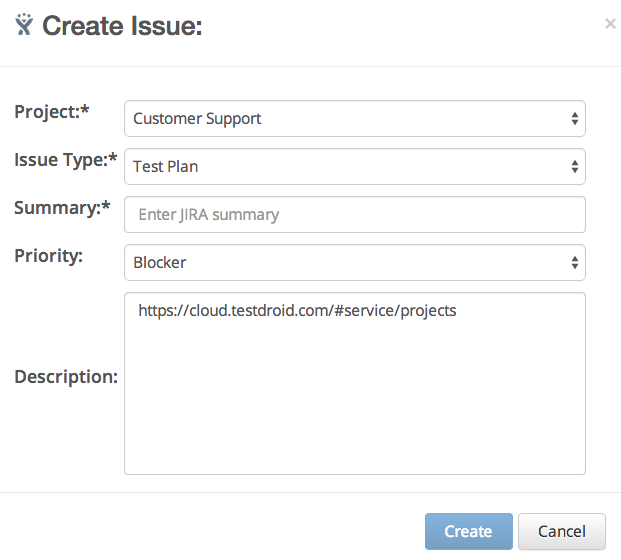 Create Issue:
×
Project:* Customer Support
Issue Type:* Test Plan
Summary:* Enter JIRA summary
Priority: Blocker
https://cloud.testdroid.com/#service/projects
Description:
Create Cancel